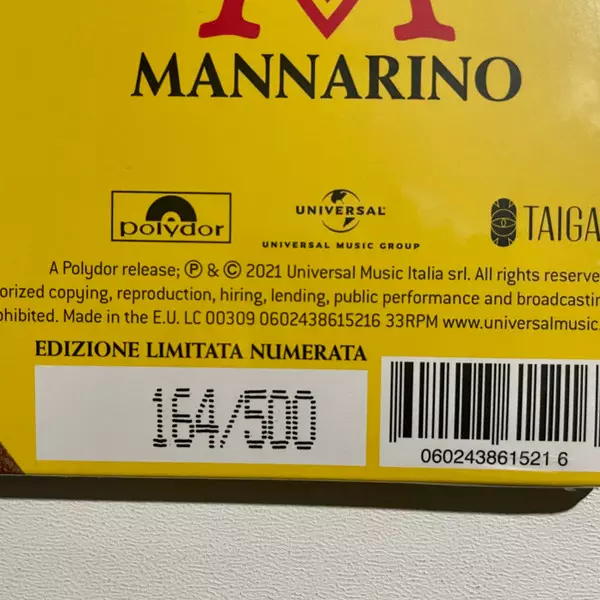 MANNARINO
polydor
UNIVERSAL
UNIVERSAL MUSIC GROUP
TAIGA
A Polydor release; ℗ & © 2021 Universal Music Italia srl. All rights reserve
orized copying, reproduction, hiring, lending, public performance and broadcastin
ohibited. Made in the E.U. LC 00309 0602438615216 33RPM www.universalmusic.
EDIZIONE LIMITATA NUMERATA
164/500
060243861521 6